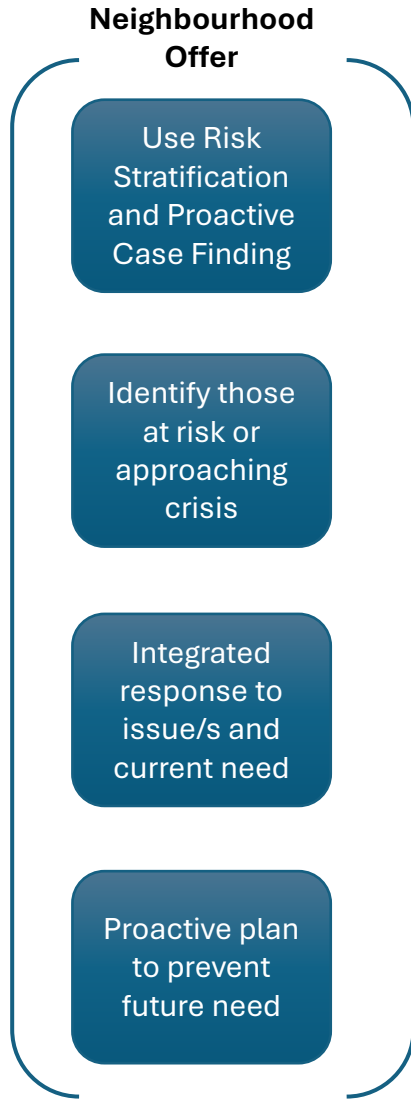 Neighbourhood
Offer
Use Risk
Stratification
and Proactive
Case Finding
Identify those
at risk or
approaching
crisis
Integrated
response to
issue/s and
current need
Proactive plan
to prevent
future need